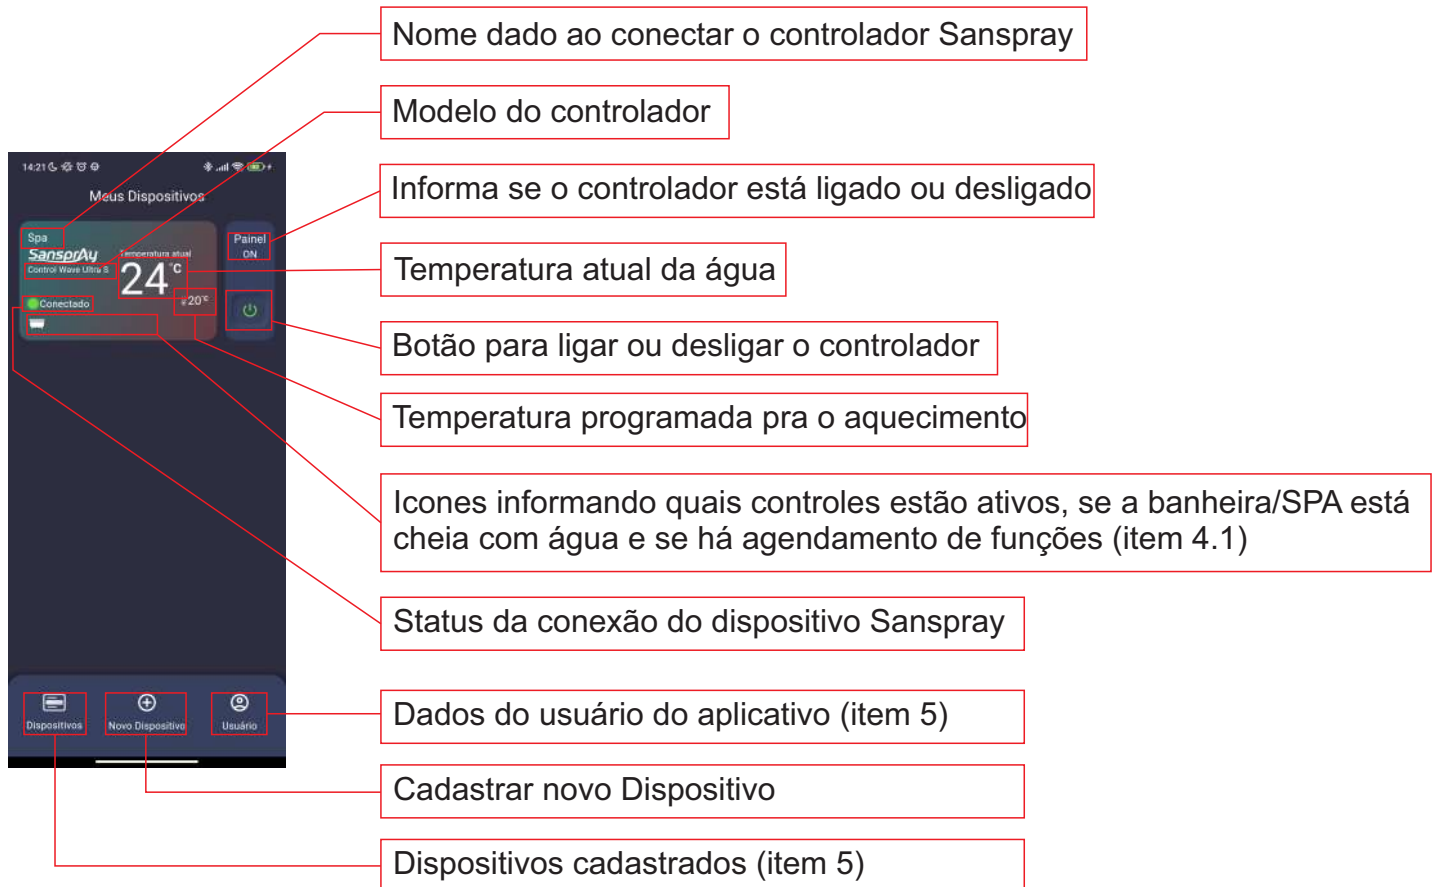 Nome dado ao conectar o controlador Sanspray
Modelo do controlador
Informa se o controlador está ligado ou desligado
Temperatura atual da água
Botão para ligar ou desligar o controlador
Temperatura programada pra o aquecimento
Icones informando quais controles estão ativos, se a banheira/SPA está
cheia com água e se há agendamento de funções (item 4.1)
Status da conexão do dispositivo Sanspray
Dados do usuário do aplicativo (item 5)
Cadastrar novo Dispositivo
Dispositivos cadastrados (item 5)
14:21
Meus Dispositivos
Spa
Sanspray
Control Wave Ultra S
Temperatura atual
24°C
20°C
Conectado
Painel
ON
Dispositivos
Novo Dispositivo
Usuário